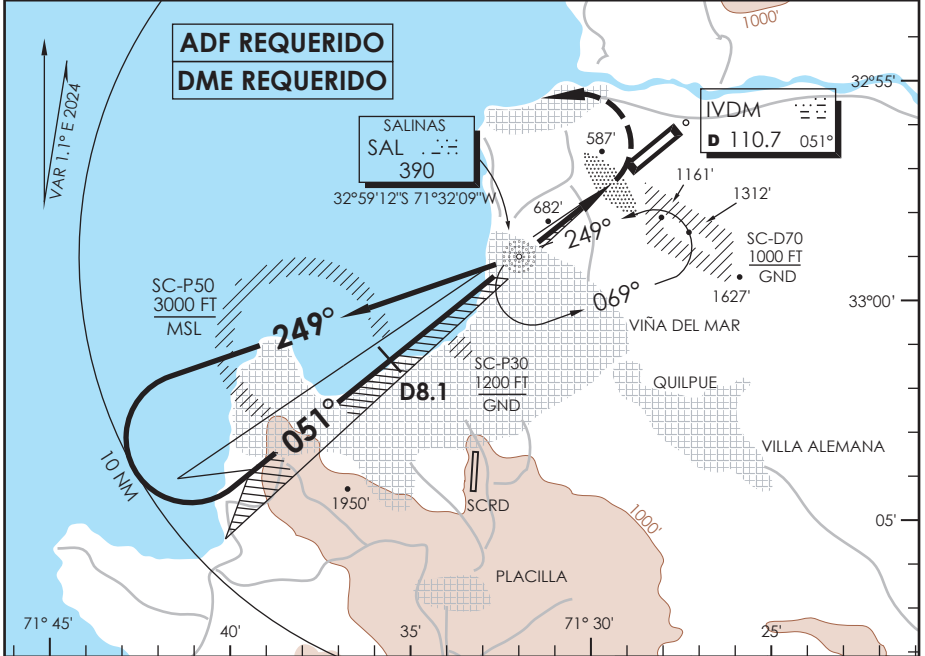 1000'
ADF REQUERIDO
DME REQUERIDO
VAR 1.1° E 2024
32°55'
IVDM
D 110.7 051°
SALINAS
SAL
390
32°59'12"S 71°32'09"W
587'
1161'
1312'
682'
249°
SC-D70
1000 FT
GND
1627'
069°
33°00'
SC-P50
3000 FT
MSL
249°
VIÑA DEL MAR
SC-P30
1200 FT
GND
D8.1
QUILPUE
051°
VILLA ALEMANA
10 NM
1950'
SCRD
1000'
05'
PLACILLA
71° 45'
40'
35'
71° 30'
25'
1000'